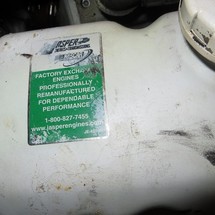 JASPER
FACTORY EXCHANGE
ENGINES
PROFESSIONALLY
REMANUFACTURED
FOR DEPENDABLE
PERFORMANCE
1-800-827-7455
www.jasperengines.com